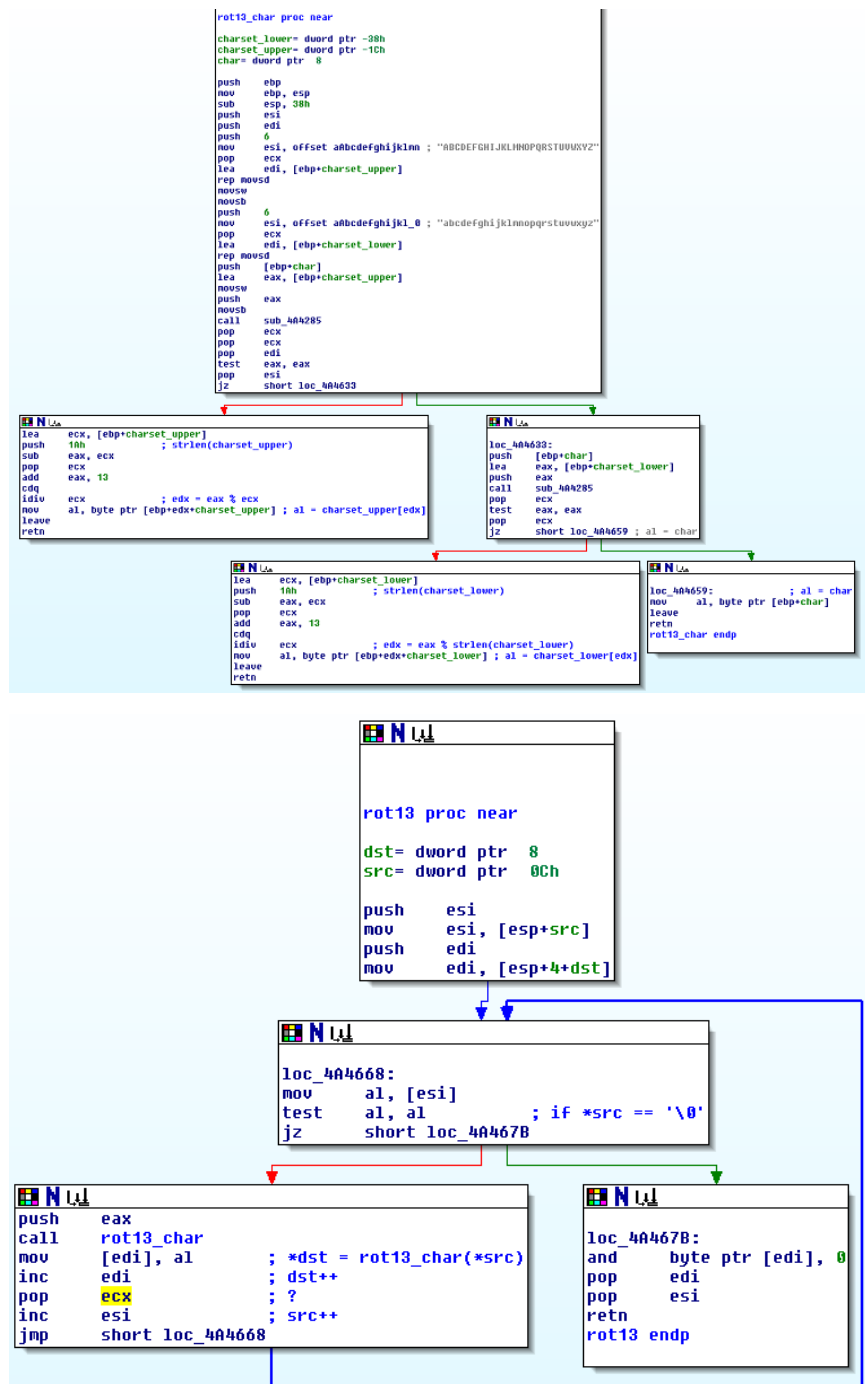 rot13_char proc near
charset_lower= dword ptr -38h
charset_upper= dword ptr -1Ch
char= dword ptr  8
push    ebp
mov     ebp, esp
sub     esp, 38h
push    esi
push    edi
push    6
mov     esi, offset aAbcdefghijklmn ; "ABCDEFGHIJKLMNOPQRSTUVWXYZ"
pop     ecx
lea     edi, [ebp+charset_upper]
rep movsd
movsw
movsb
push    6
mov     esi, offset aAbcdefghijkl_0 ; "abcdefghijklmnopqrstuvwxyz"
pop     ecx
lea     edi, [ebp+charset_lower]
rep movsd
push    [ebp+char]
lea     eax, [ebp+charset_upper]
movsw
push    eax
movsb
call    sub_4A4285
pop     ecx
pop     ecx
pop     edi
test    eax, eax
pop     esi
jz      short loc_4A4633
lea     ecx, [ebp+charset_upper]
push    1Ah             ; strlen(charset_upper)
sub     eax, ecx
pop     ecx
add     eax, 13
cdq
idiv    ecx             ; edx = eax % ecx
mov     al, byte ptr [ebp+edx+charset_upper] ; al = charset_upper[edx]
leave
retn
loc_4A4633:
push    [ebp+char]
lea     eax, [ebp+charset_lower]
push    eax
call    sub_4A4285
pop     ecx
test    eax, eax
pop     ecx
jz      short loc_4A4659 ; al = char
lea     ecx, [ebp+charset_lower]
push    1Ah             ; strlen(charset_lower)
sub     eax, ecx
pop     ecx
add     eax, 13
cdq
idiv    ecx             ; edx = eax % strlen(charset_lower)
mov     al, byte ptr [ebp+edx+charset_lower] ; al = charset_lower[edx]
leave
retn
loc_4A4659:             ; al = char
mov     al, byte ptr [ebp+char]
leave
retn
rot13_char endp
rot13 proc near
dst= dword ptr  8
src= dword ptr  0Ch
push    esi
mov     esi, [esp+src]
push    edi
mov     edi, [esp+4+dst]
loc_4A4668:
mov     al, [esi]
test    al, al          ; if *src == '\0'
jz      short loc_4A467B
push    eax
call    rot13_char
mov     [edi], al       ; *dst = rot13_char(*src)
inc     edi             ; dst++
pop     ecx             ; ?
inc     esi             ; src++
jmp     short loc_4A4668
loc_4A467B:
and     byte ptr [edi], 0
pop     edi
pop     esi
retn
rot13 endp